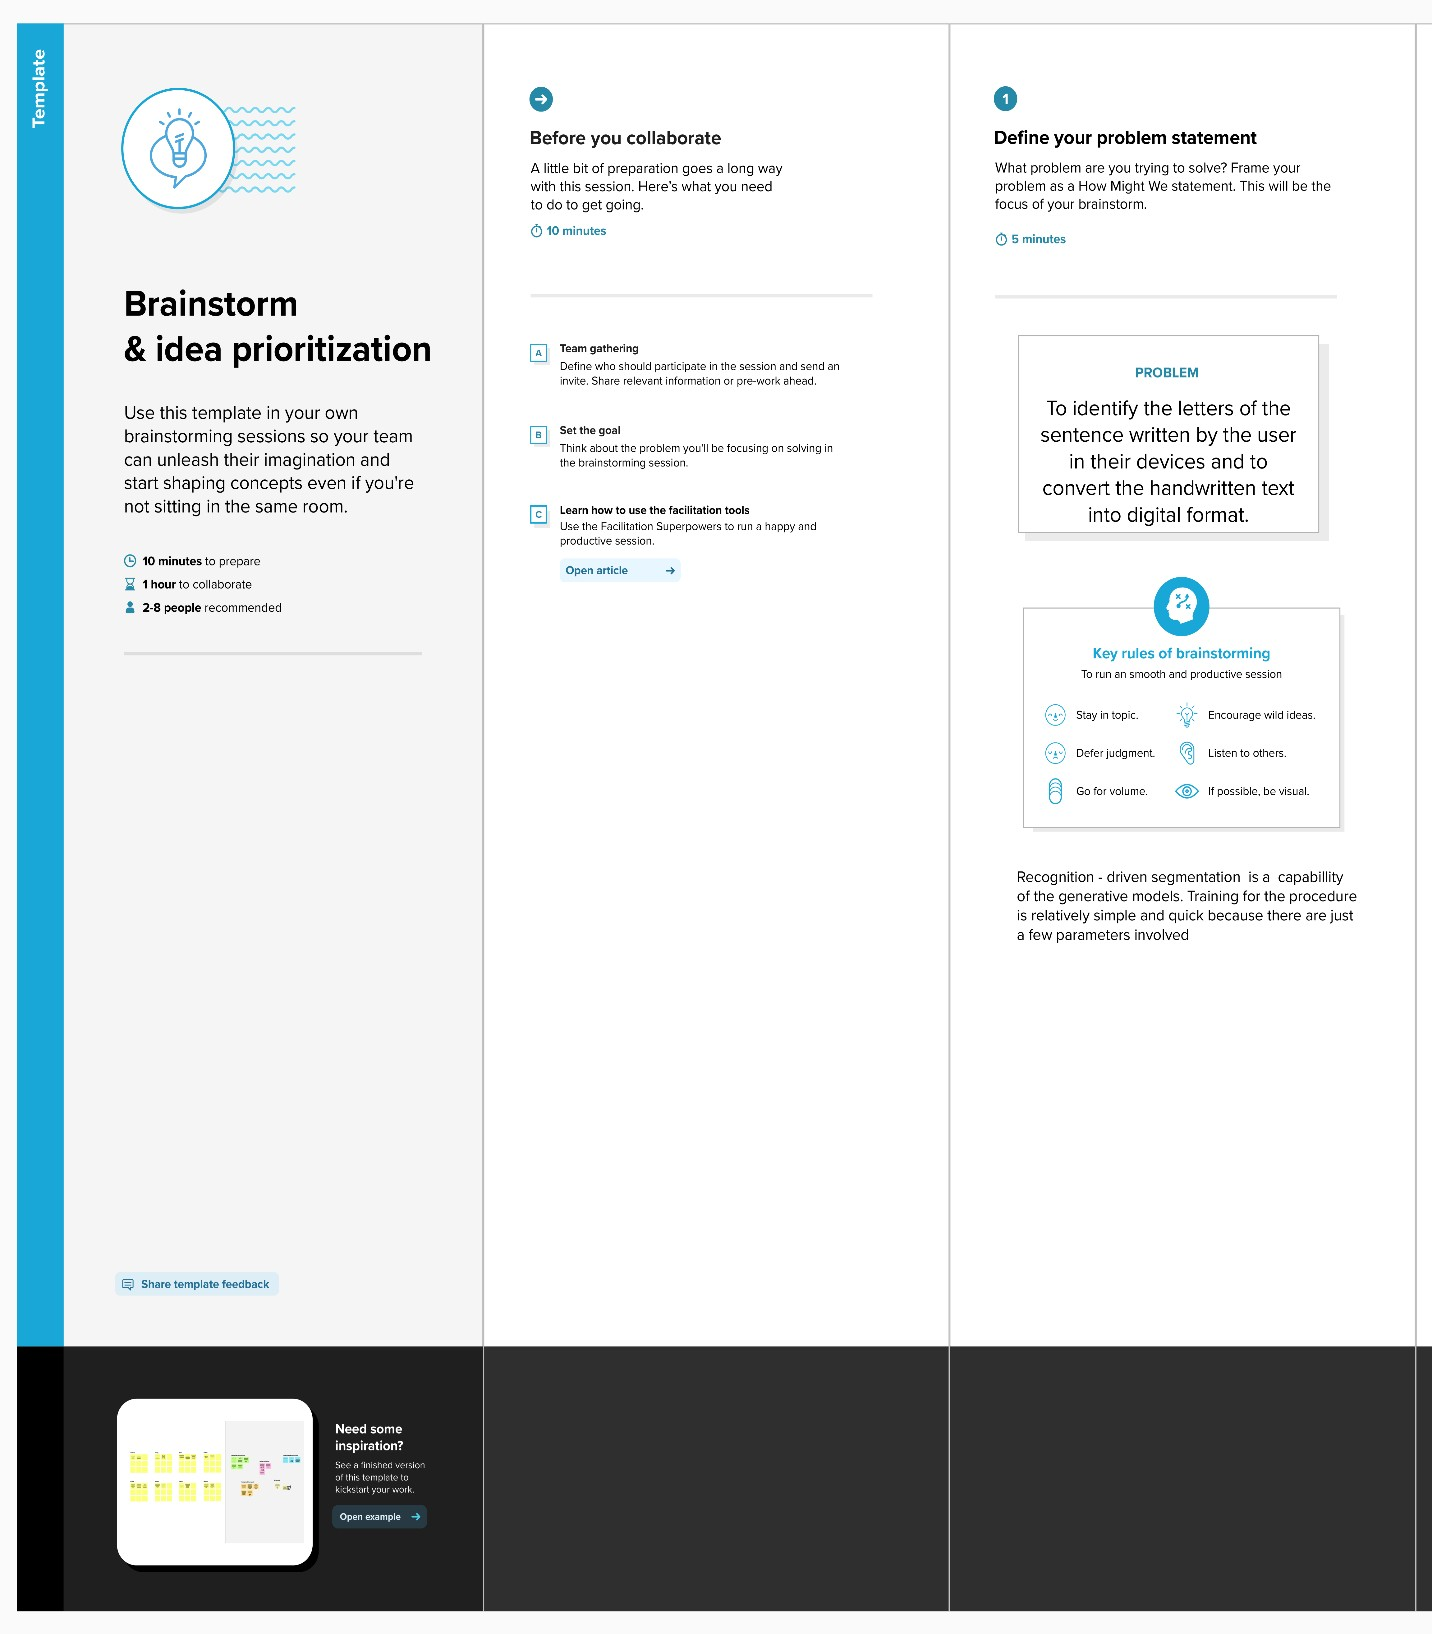 Template
Brainstorm
& idea prioritization
Use this template in your own
brainstorming sessions so your team
can unleash their imagination and
start shaping concepts even if you're
not sitting in the same room.
10 minutes to prepare
1 hour to collaborate
2-8 people recommended
Share template feedback
Need some
inspiration?
See a finished version
of this template to
kickstart your work.
Open example
Before you collaborate
A little bit of preparation goes a long way
with this session. Here's what you need
to do to get going.
10 minutes
A
Team gathering
Define who should participate in the session and send an
invite. Share relevant information or pre-work ahead.
B
Set the goal
Think about the problem you'll be focusing on solving in
the brainstorming session.
C
Learn how to use the facilitation tools
Use the Facilitation Superpowers to run a happy and
productive session.
Open article
1
Define your problem statement
What problem are you trying to solve? Frame your
problem as a How Might We statement. This will be the
focus of your brainstorm.
5 minutes
PROBLEM
To identify the letters of the
sentence written by the user
in their devices and to
convert the handwritten text
into digital format.
Key rules of brainstorming
To run an smooth and productive session
Stay in topic.
Encourage wild ideas.
Defer judgment.
Listen to others.
Go for volume.
If possible, be visual.
Recognition - driven segmentation  is a  capabillity
of the generative models. Training for the procedure
is relatively simple and quick because there are just
a few parameters involved